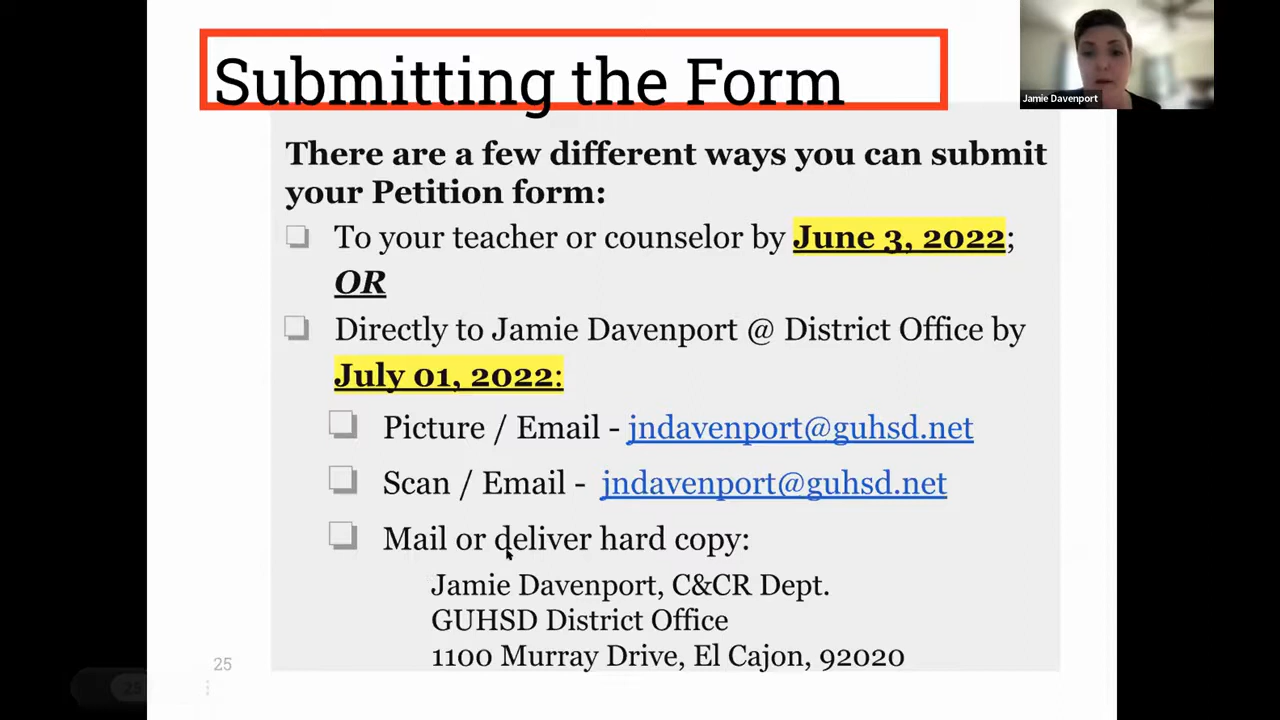 Submitting the Form
Jamie Davenport
There are a few different ways you can submit
your Petition form:
To your teacher or counselor by June 3, 2022;
OR
Directly to Jamie Davenport @ District Office by
July 01, 2022:
Picture / Email - jndavenport@guhsd.net
Scan / Email - jndavenport@guhsd.net
Mail or deliver hard copy:
Jamie Davenport, C&CR Dept.
GUHSD District Office
1100 Murray Drive, El Cajon, 92020
25
25